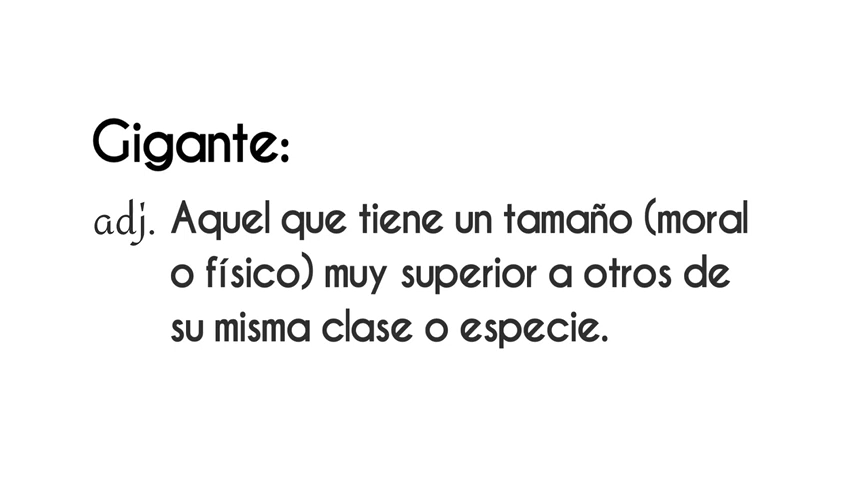 Gigante:
adj. Aquel que tiene un tamaño (moral
o físico) muy superior a otros de
su misma clase o especie.